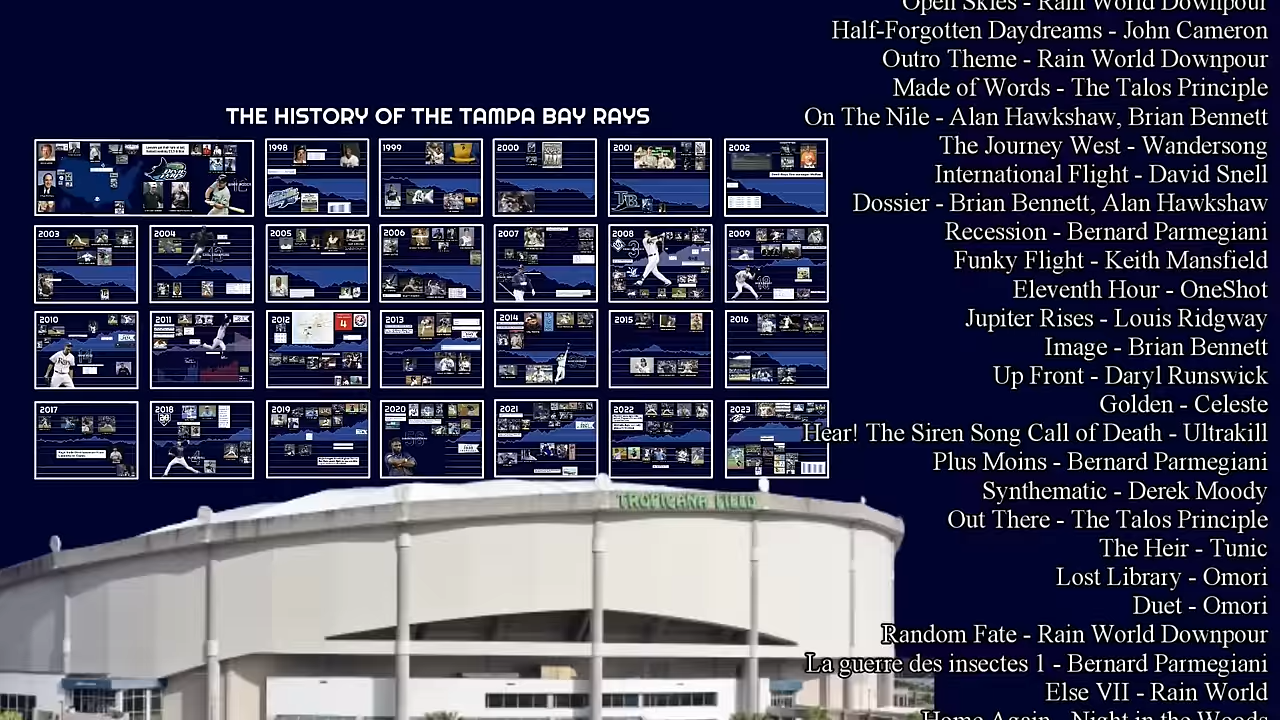 Open Skies - Rain World Downpour
Half-Forgotten Daydreams - John Cameron
Outro Theme - Rain World Downpour
Made of Words - The Talos Principle
On The Nile - Alan Hawkshaw, Brian Bennett
The Journey West - Wandersong
International Flight - David Snell
Dossier - Brian Bennett, Alan Hawkshaw
Recession - Bernard Parmegiani
Funky Flight - Keith Mansfield
Eleventh Hour - OneShot
Jupiter Rises - Louis Ridgway
Image - Brian Bennett
Up Front - Daryl Runswick
Golden - Celeste
Hear! The Siren Song Call of Death - Ultrakill
Plus Moins - Bernard Parmegiani
Synthematic - Derek Moody
Out There - The Talos Principle
The Heir - Tunic
Lost Library - Omori
Duet - Omori
Random Fate - Rain World Downpour
La guerre des insectes 1 - Bernard Parmegiani
Else VII - Rain World
Home Again - Night in the Woods
THE HISTORY OF THE TAMPA BAY RAYS
1998
1999
2000
2001
2002
2003
2004
2005
2006
2007
2008
2009
2010
2011
2012
4
2013
2014
2015
2016
2017
2018
2019
2020
2021
2022
2023
TROPICANA FIELD